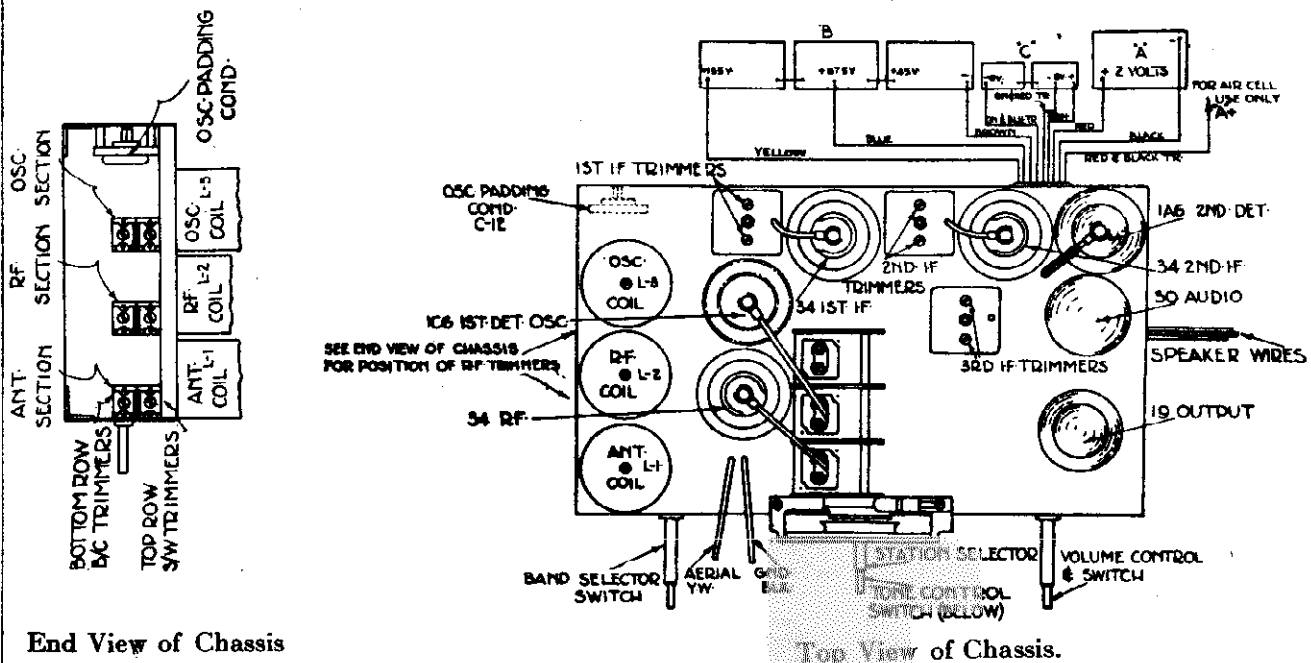 OSC. PADDING
COND.
OSC.
SECTION
RF
SECTION
ANT.
SECTION
OSC. L-3
COIL
RF L-2
COIL
ANT. L-1
COIL
BOTTOM ROW
B/C TRIMMERS
TOP ROW
S/W TRIMMERS
End View of Chassis
B
"C"
"A"
+ 2 VOLTS -
FOR AIR CELL
USE ONLY
A+
YELLOW
BLUE
BROWN
RED
BLACK
RED & BLACK TR.
1ST IF TRIMMERS
OSC PADDING
COND.
C-12
OSC.
L-3
COIL
R-F
L-2
COIL
ANT.
L-1
COIL
1C6 1ST. DET. OSC.
SEE END VIEW OF CHASSIS
FOR POSITION OF R-F TRIMMERS
34 RF
2ND IF
TRIMMERS
34 1ST IF
1A6 2ND DET.
34 2ND IF
30 AUDIO
SPEAKER WIRES
3RD IF TRIMMERS
19 OUTPUT
BAND SELECTOR
SWITCH
AERIAL
YW.
GND
BLK
STATION SELECTOR
TONE CONTROL
SWITCH (BELOW)
VOLUME CONTROL
& SWITCH
Top View of Chassis.